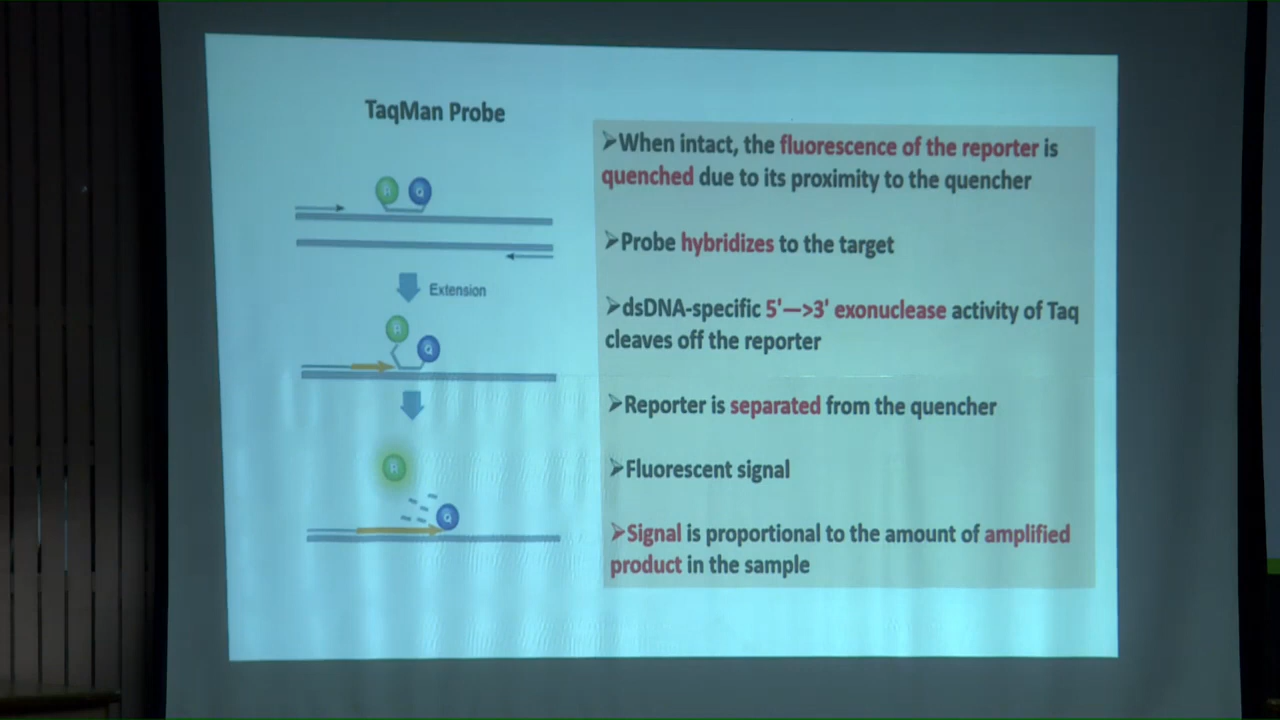 TaqMan Probe
R Q
Extension
R
Q
R
Q
➢When intact, the fluorescence of the reporter is
quenched due to its proximity to the quencher
➢Probe hybridizes to the target
➢dsDNA-specific 5'—>3' exonuclease activity of Taq
cleaves off the reporter
➢Reporter is separated from the quencher
➢Fluorescent signal
➢Signal is proportional to the amount of amplified
product in the sample